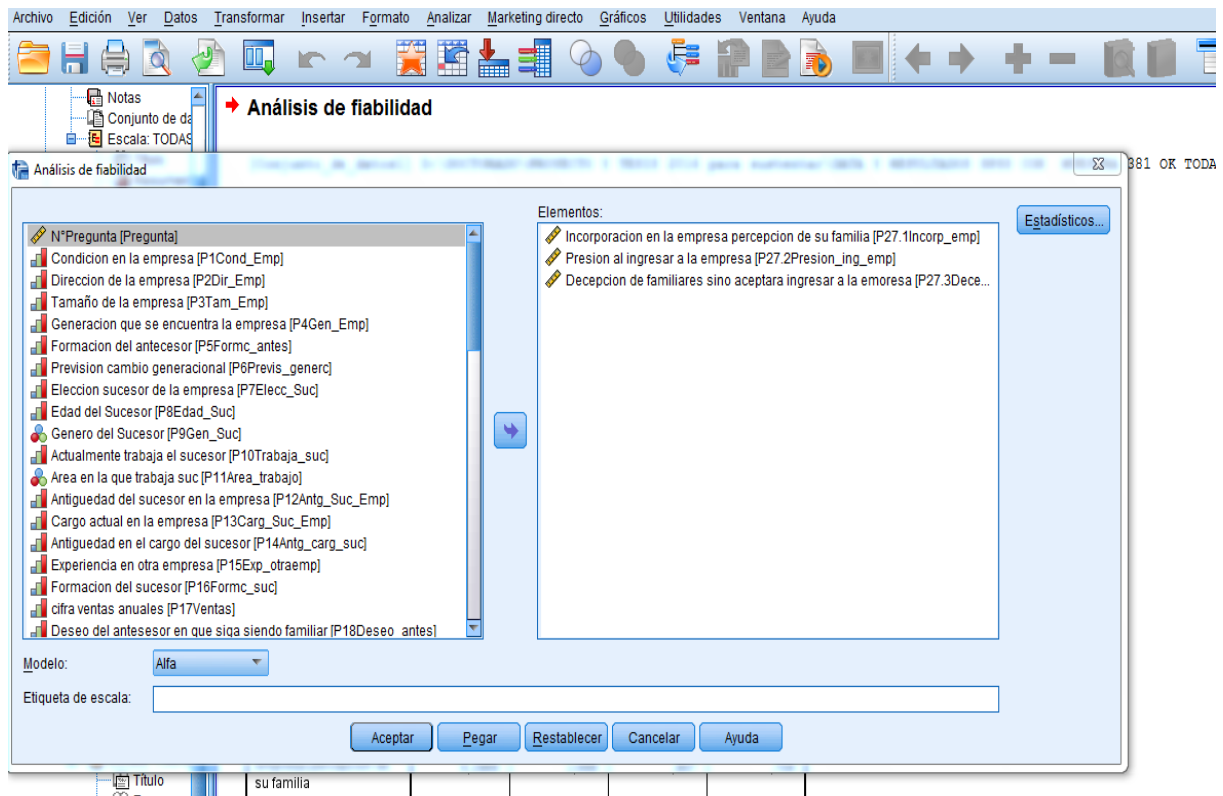 Archivo Edición Ver Datos Transformar Insertar Formato Analizar Marketing directo Gráficos Utilidades Ventana Ayuda
Notas
Conjunto de da
Escala: TODAS
Análisis de fiabilidad
381 OK TODA
Análisis de fiabilidad
N°Pregunta [Pregunta]
Condicion en la empresa [P1Cond_Emp]
Direccion de la empresa [P2Dir_Emp]
Tamaño de la empresa [P3Tam_Emp]
Generacion que se encuentra la empresa [P4Gen_Emp]
Formacion del antecesor [P5Formc_antes]
Prevision cambio generacional [P6Previs_generc]
Eleccion sucesor de la empresa [P7Elecc_Suc]
Edad del Sucesor [P8Edad_Suc]
Genero del Sucesor [P9Gen_Suc]
Actualmente trabaja el sucesor [P10Trabaja_suc]
Area en la que trabaja suc [P11Area_trabajo]
Antiguedad del sucesor en la empresa [P12Antg_Suc_Emp]
Cargo actual en la empresa [P13Carg_Suc_Emp]
Antiguedad en el cargo del sucesor [P14Antg_carg_suc]
Experiencia en otra empresa [P15Exp_otraemp]
Formacion del sucesor [P16Formc_suc]
cifra ventas anuales [P17Ventas]
Deseo del antesesor en que siga siendo familiar [P18Deseo_antes]
Elementos:
Incorporacion en la empresa percepcion de su familia [P27.1Incorp_emp]
Presion al ingresar a la empresa [P27.2Presion_ing_emp]
Decepcion de familiares sino aceptara ingresar a la emoresa [P27.3Dece...
Estadísticos...
Modelo: Alfa
Etiqueta de escala:
Aceptar Pegar Restablecer Cancelar Ayuda
Título
su familia